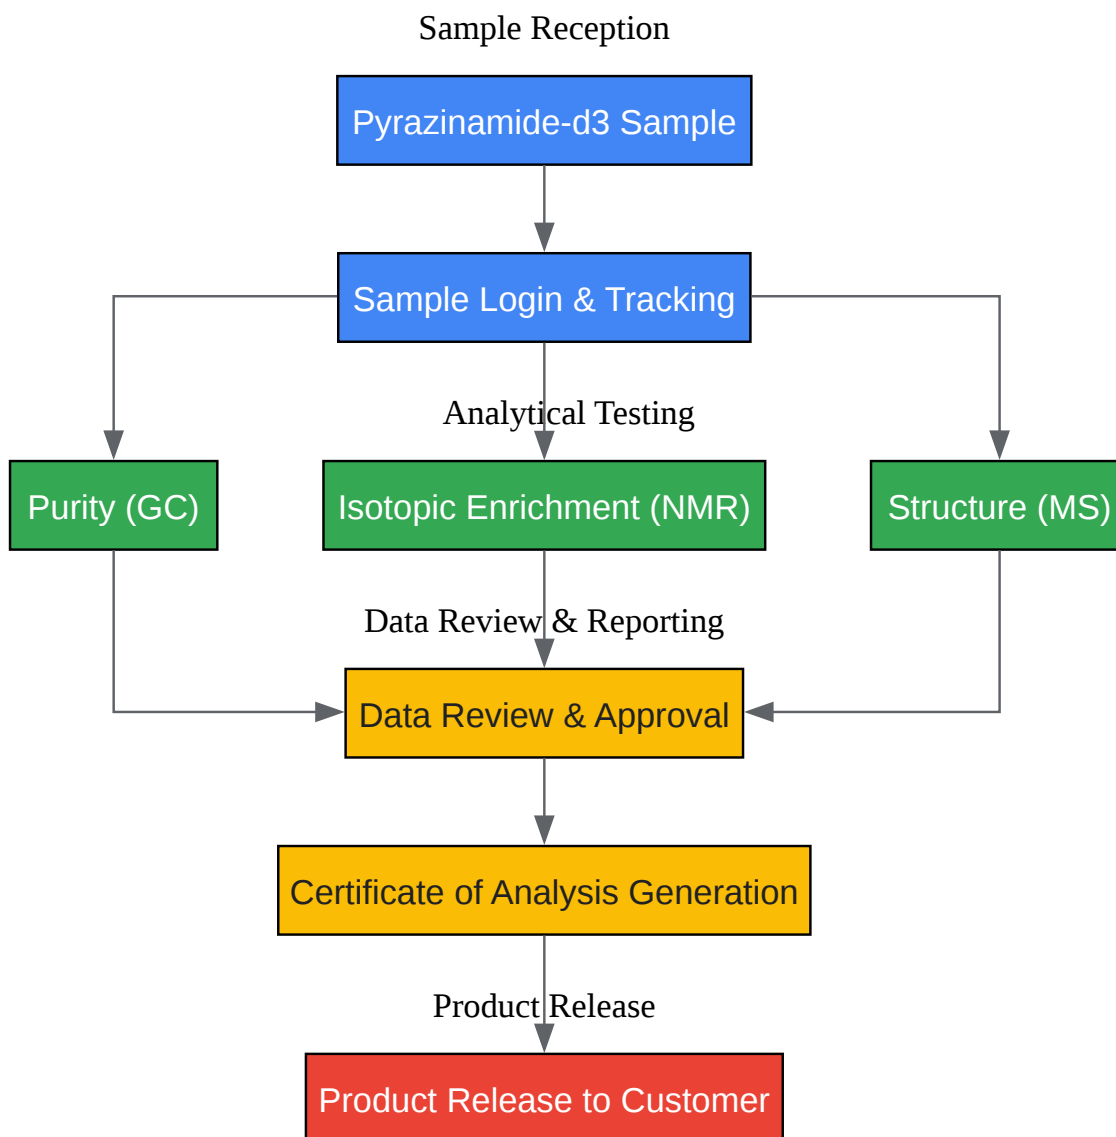 Sample Reception
Pyrazinamide-d3 Sample
Sample Login & Tracking
Analytical Testing
Purity (GC)
Isotopic Enrichment (NMR)
Structure (MS)
Data Review & Reporting
Data Review & Approval
Certificate of Analysis Generation
Product Release
Product Release to Customer